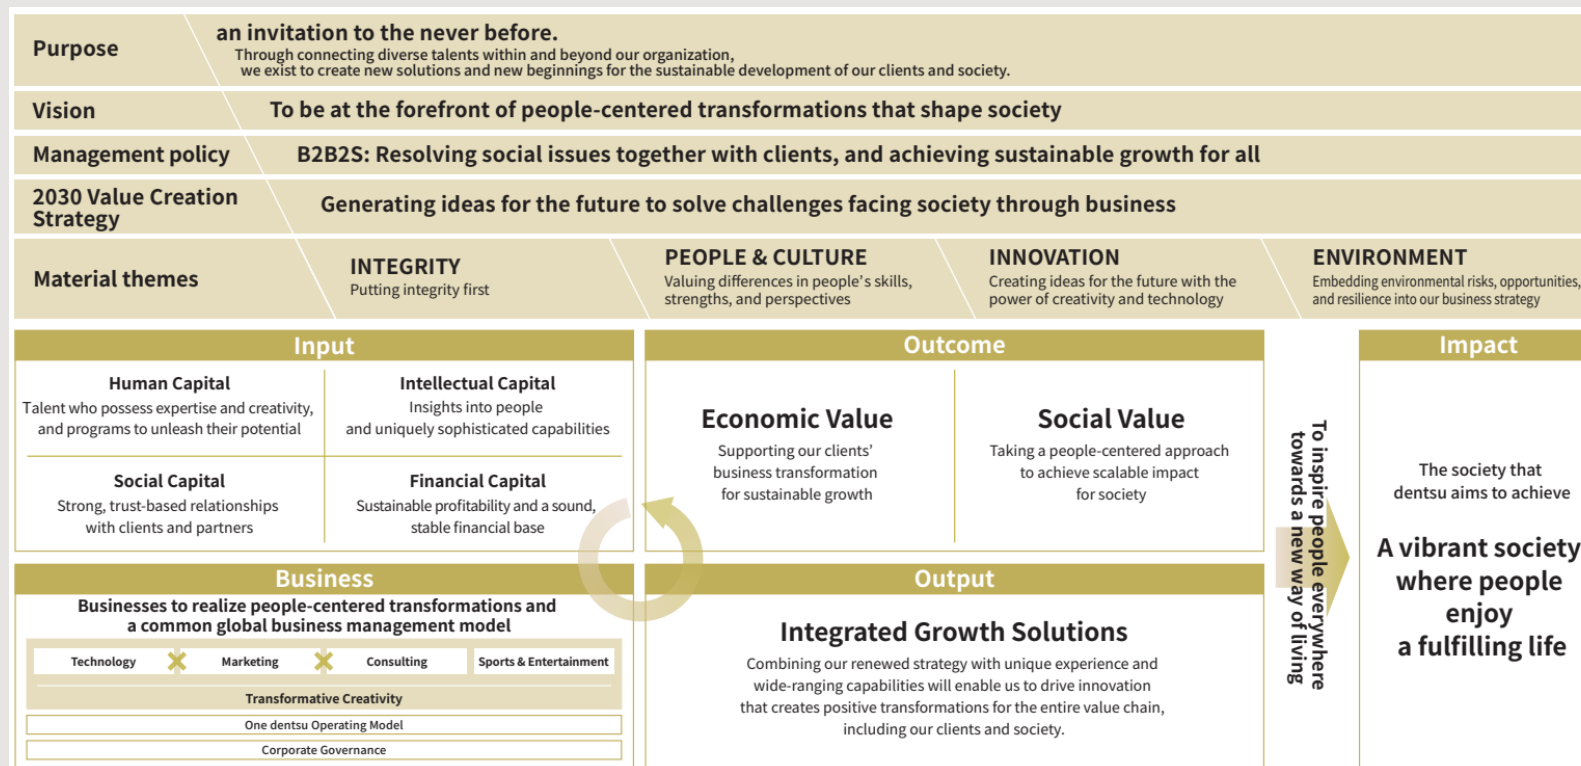 Purpose
an invitation to the never before.
Through connecting diverse talents within and beyond our organization,
we exist to create new solutions and new beginnings for the sustainable development of our clients and society.
Vision
To be at the forefront of people-centered transformations that shape society
Management policy
B2B2S: Resolving social issues together with clients, and achieving sustainable growth for all
2030 Value Creation
Strategy
Generating ideas for the future to solve challenges facing society through business
Material themes
INTEGRITY
Putting integrity first
PEOPLE & CULTURE
Valuing differences in people's skills,
strengths, and perspectives
INNOVATION
Creating ideas for the future with the
power of creativity and technology
ENVIRONMENT
Embedding environmental risks, opportunities,
and resilience into our business strategy
Input
Human Capital
Talent who possess expertise and creativity,
and programs to unleash their potential
Intellectual Capital
Insights into people
and uniquely sophisticated capabilities
Social Capital
Strong, trust-based relationships
with clients and partners
Financial Capital
Sustainable profitability and a sound,
stable financial base
Outcome
Economic Value
Supporting our clients'
business transformation
for sustainable growth
Social Value
Taking a people-centered approach
to achieve scalable impact
for society
Business
Businesses to realize people-centered transformations and
a common global business management model
Technology
Marketing
Consulting
Sports & Entertainment
Transformative Creativity
One dentsu Operating Model
Corporate Governance
Output
Integrated Growth Solutions
Combining our renewed strategy with unique experience and
wide-ranging capabilities will enable us to drive innovation
that creates positive transformations for the entire value chain,
including our clients and society.
To inspire people everywhere
towards a new way of living
Impact
The society that
dentsu aims to achieve
A vibrant society
where people
enjoy
a fulfilling life